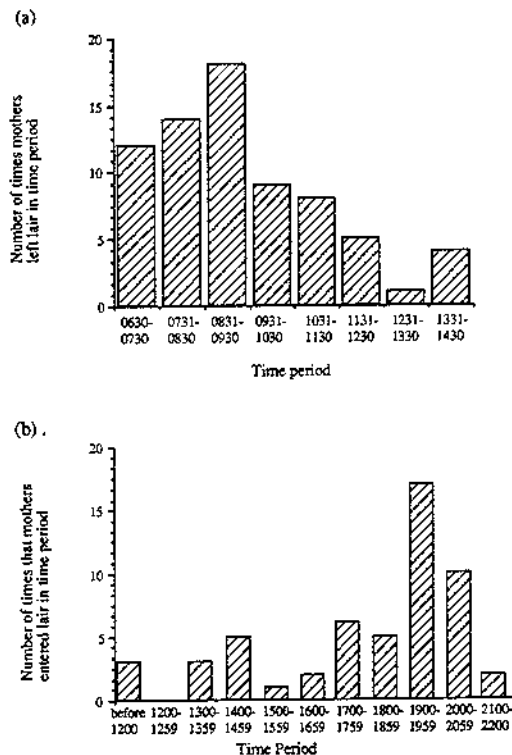 (a)
20
15
10
5
0
Number of times mothers
left lair in time period
0630- 0731- 0831- 0931- 1031- 1131- 1231- 1331-
0730 0830 0930 1030 1130 1230 1330 1430
Time period
(b) .
20
15
10
5
0
Number of times that mothers
entered lair in time period
before 1200- 1300- 1400- 1500- 1600- 1700- 1800- 1900- 2000- 2100-
1200 1259 1359 1459 1559 1659 1759 1859 1959 2059 2200
Time Period